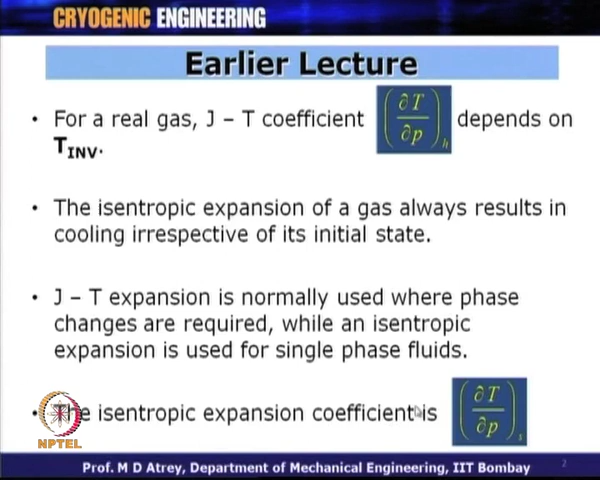 CRYOGENIC ENGINEERING
Earlier Lecture
• For a real gas, J – T coefficient (∂T/∂p)h depends on
TINV.
• The isentropic expansion of a gas always results in
cooling irrespective of its initial state.
• J – T expansion is normally used where phase
changes are required, while an isentropic
expansion is used for single phase fluids.
• The isentropic expansion coefficient is (∂T/∂p)s
NPTEL
Prof. M D Atrey, Department of Mechanical Engineering, IIT Bombay
2